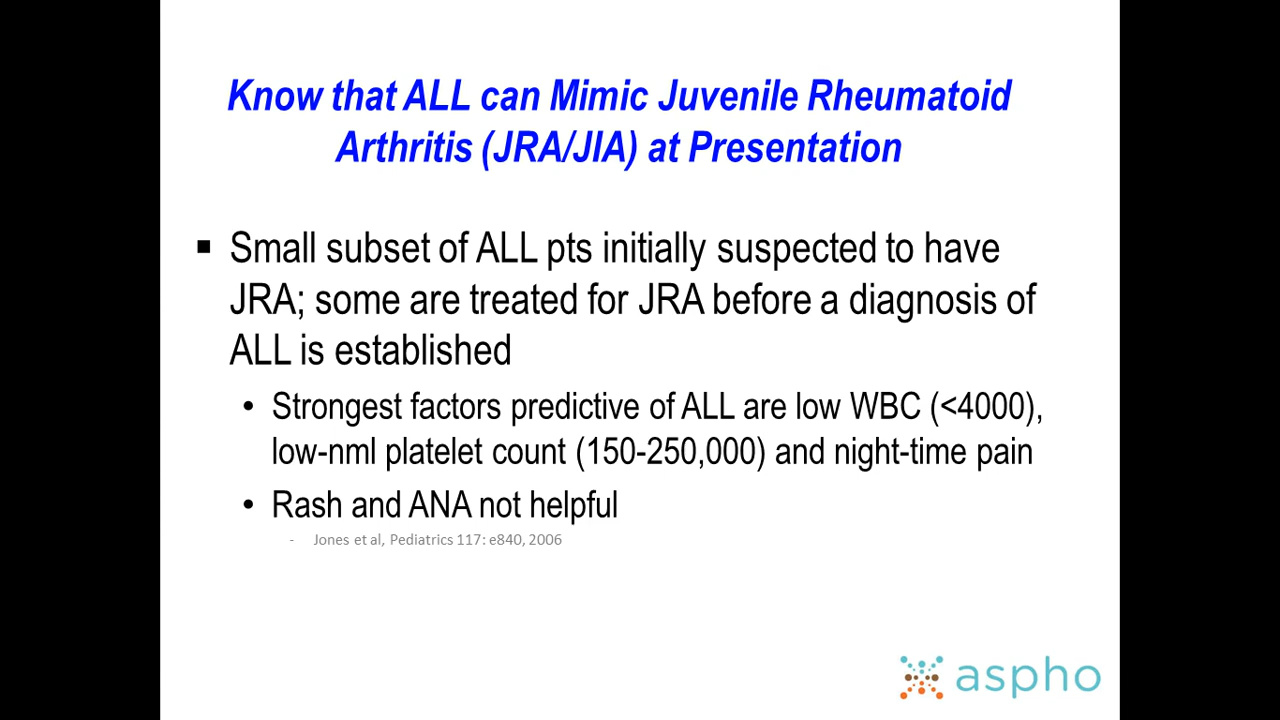 Know that ALL can Mimic Juvenile Rheumatoid
Arthritis (JRA/JIA) at Presentation
▪ Small subset of ALL pts initially suspected to have
JRA; some are treated for JRA before a diagnosis of
ALL is established
• Strongest factors predictive of ALL are low WBC (<4000),
low-nml platelet count (150-250,000) and night-time pain
• Rash and ANA not helpful
- Jones et al, Pediatrics 117: e840, 2006
aspho